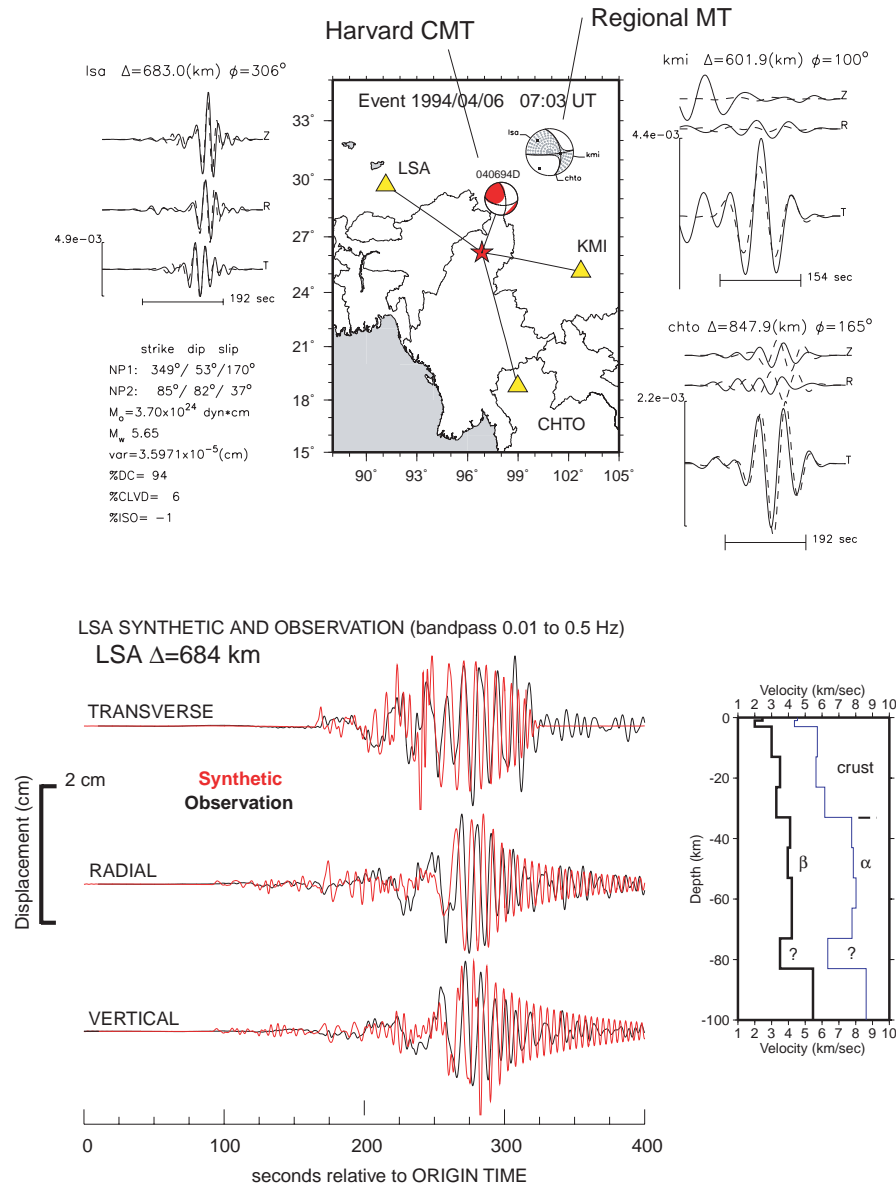 Harvard CMT
Regional MT
lsa Δ=683.0(km) φ=306°
Z
R
4.9e−03
T
192 sec
strike dip slip
NP1: 349°/ 53°/170°
NP2: 85°/ 82°/ 37°
Mo=3.70x10^24 dyn*cm
Mw 5.65
var=3.5971x10^-5(cm)
%DC= 94
%CLVD= 6
%ISO= −1
Event 1994/04/06 07:03 UT
33°
30°
27°
24°
21°
18°
15°
90°
93°
96°
99°
102°
105°
lsa
kmi
chto
040694D
LSA
KMI
CHTO
kmi Δ=601.9(km) φ=100°
Z
R
4.4e−03
T
154 sec
chto Δ=847.9(km) φ=165°
Z
R
2.2e−03
T
192 sec
LSA SYNTHETIC AND OBSERVATION (bandpass 0.01 to 0.5 Hz)
LSA Δ=684 km
TRANSVERSE
2 cm
Displacement (cm)
Synthetic
Observation
RADIAL
VERTICAL
0 100 200 300 400
seconds relative to ORIGIN TIME
Velocity (km/sec)
1 2 3 4 5 6 7 8 9 10
0
-20
-40
-60
-80
-100
Depth (km)
crust
β
α
?
?
1 2 3 4 5 6 7 8 9 10
Velocity (km/sec)